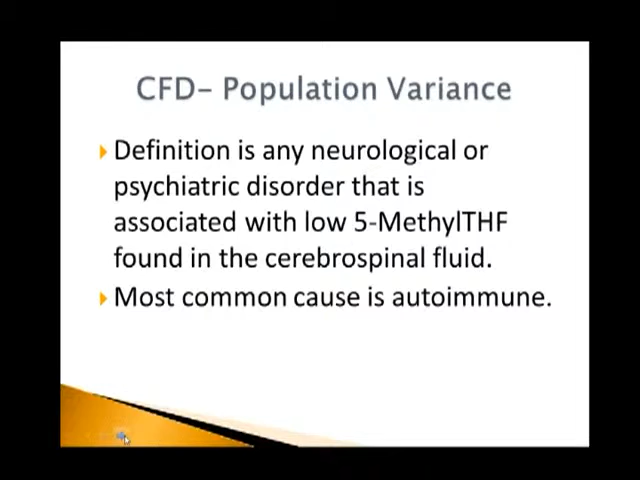 CFD- Population Variance
Definition is any neurological or
psychiatric disorder that is
associated with low 5-MethylTHF
found in the cerebrospinal fluid.
Most common cause is autoimmune.